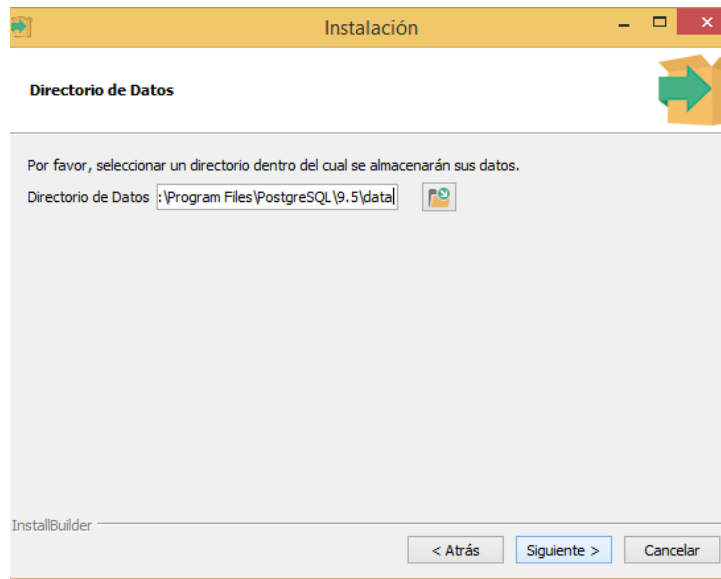 Instalación
Directorio de Datos
Por favor, seleccionar un directorio dentro del cual se almacenarán sus datos.
Directorio de Datos :\Program Files\PostgreSQL\9.5\data
InstallBuilder
< Atrás Siguiente > Cancelar